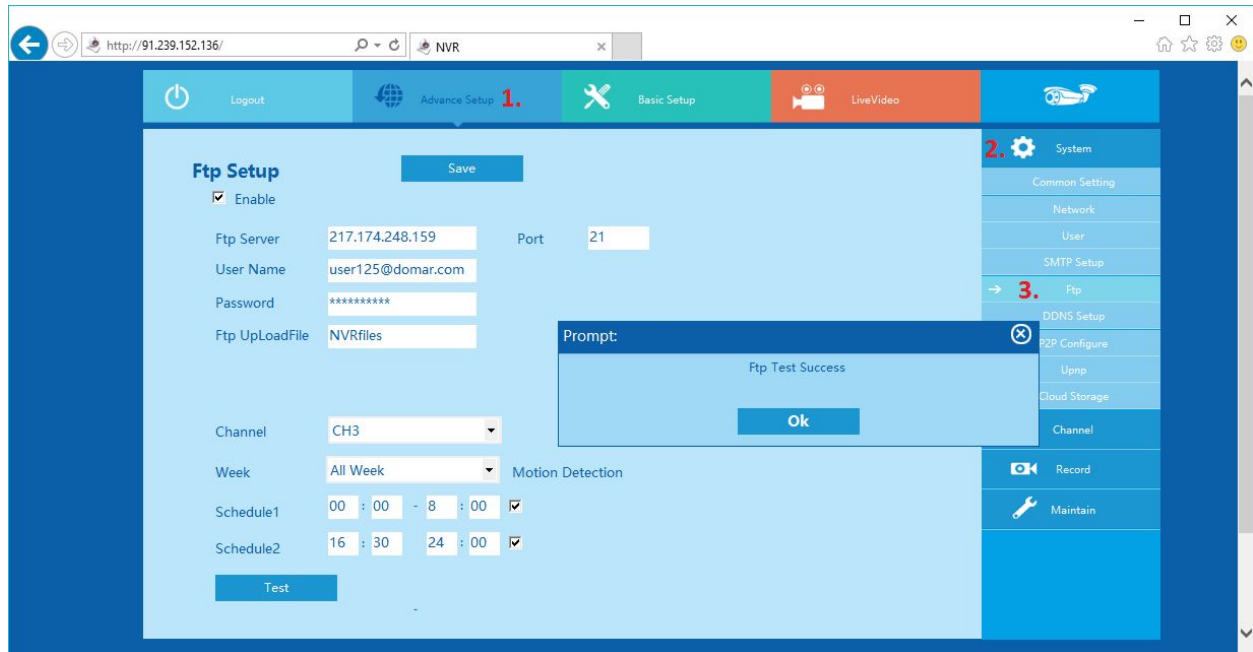 http://91.239.152.136/
NVR
Logout
Advance Setup 1.
Basic Setup
LiveVideo
Ftp Setup
Save
Enable
Ftp Server 217.174.248.159 Port 21
User Name user125@domar.com
Password **********
Ftp UpLoadFile NVRfiles
Channel CH3
Week All Week Motion Detection
Schedule1 00 : 00 - 8 : 00
Schedule2 16 : 30 24 : 00
Test
-
Prompt:
Ftp Test Success
Ok
2. System
Common Setting
Network
User
SMTP Setup
3. Ftp
DDNS Setup
P2P Configure
Upnp
Cloud Storage
Channel
Record
Maintain